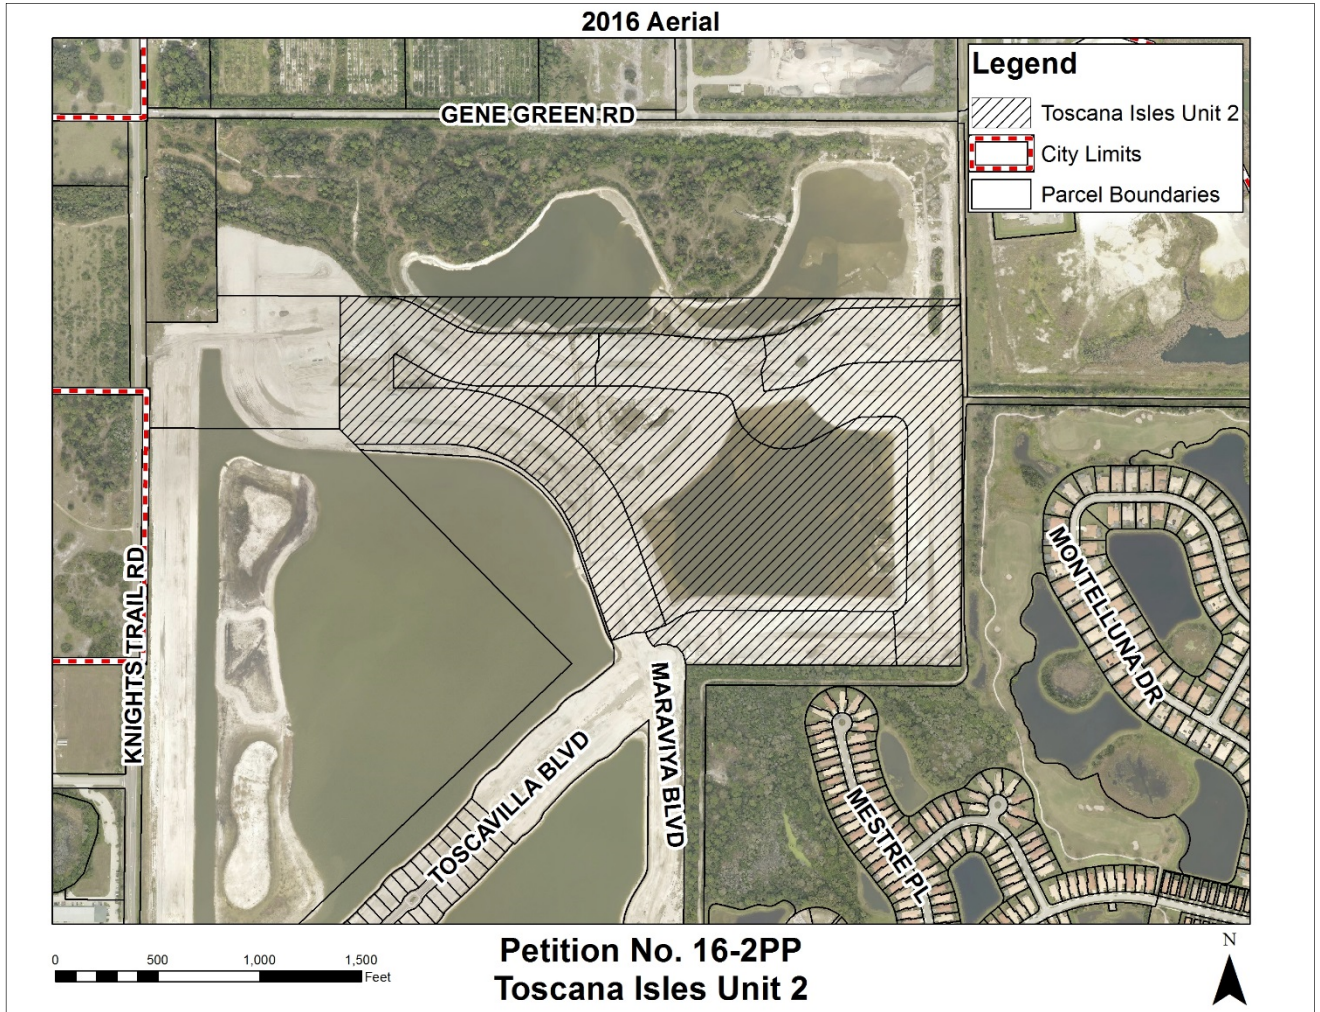 2016 Aerial
Legend
Toscana Isles Unit 2
City Limits
Parcel Boundaries
GENE GREEN RD
KNIGHTS TRAIL RD
MONTELLUNA DR
MARAVIYA BLVD
TOSCAVILLA BLVD
MESTRE PL
0 500 1,000 1,500
Feet
Petition No. 16-2PP
Toscana Isles Unit 2
N